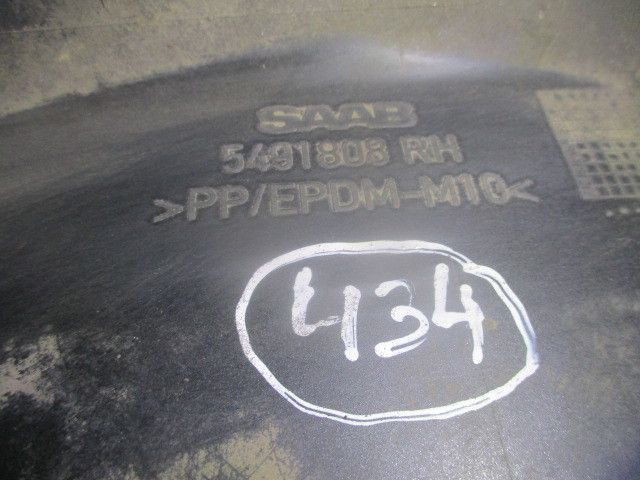 SAAB
5491808 RH
>PP/EPDM-M10<
434